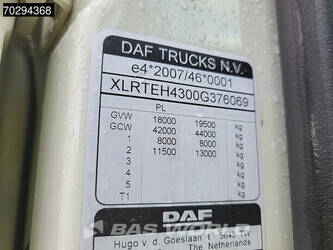 70294368
DAF TRUCKS N.V.
e4*2007/46*0001
XLRTEH4300G376069
PL
GVW 18000 19500 kg
GCW 42000 44000 kg
1 8000 8000 kg
2 11500 13000 kg
3 kg
4 kg
5 kg
T1 kg
DAF
BAS WORLD
Hugo v. d. Goeslaan 1 5643 TW
The Netherlands